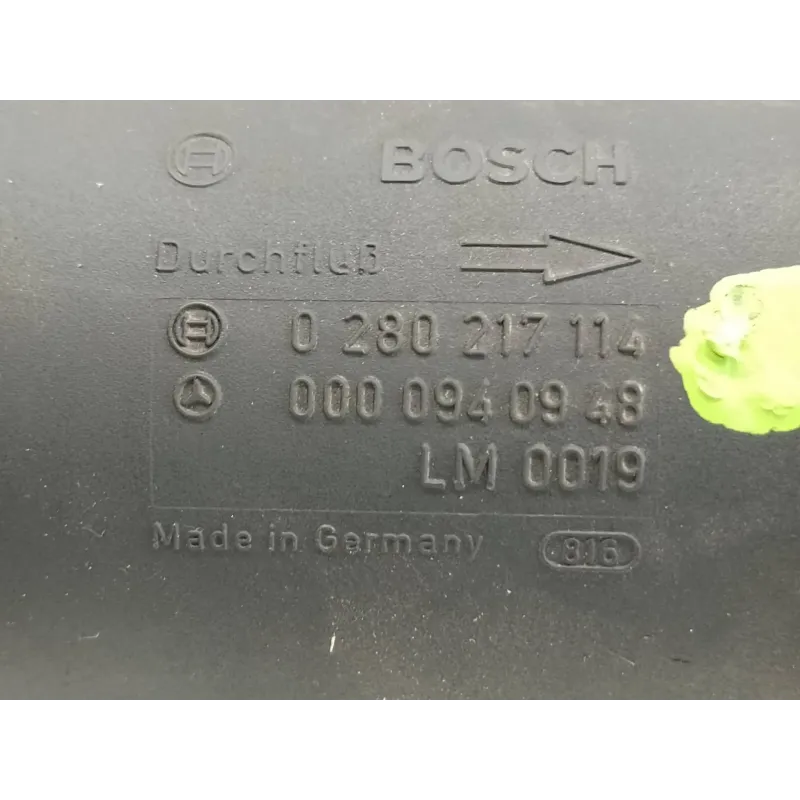 BOSCH
Durchfluß
0 280 217 114
000 094 09 48
LM 0019
Made in Germany 816